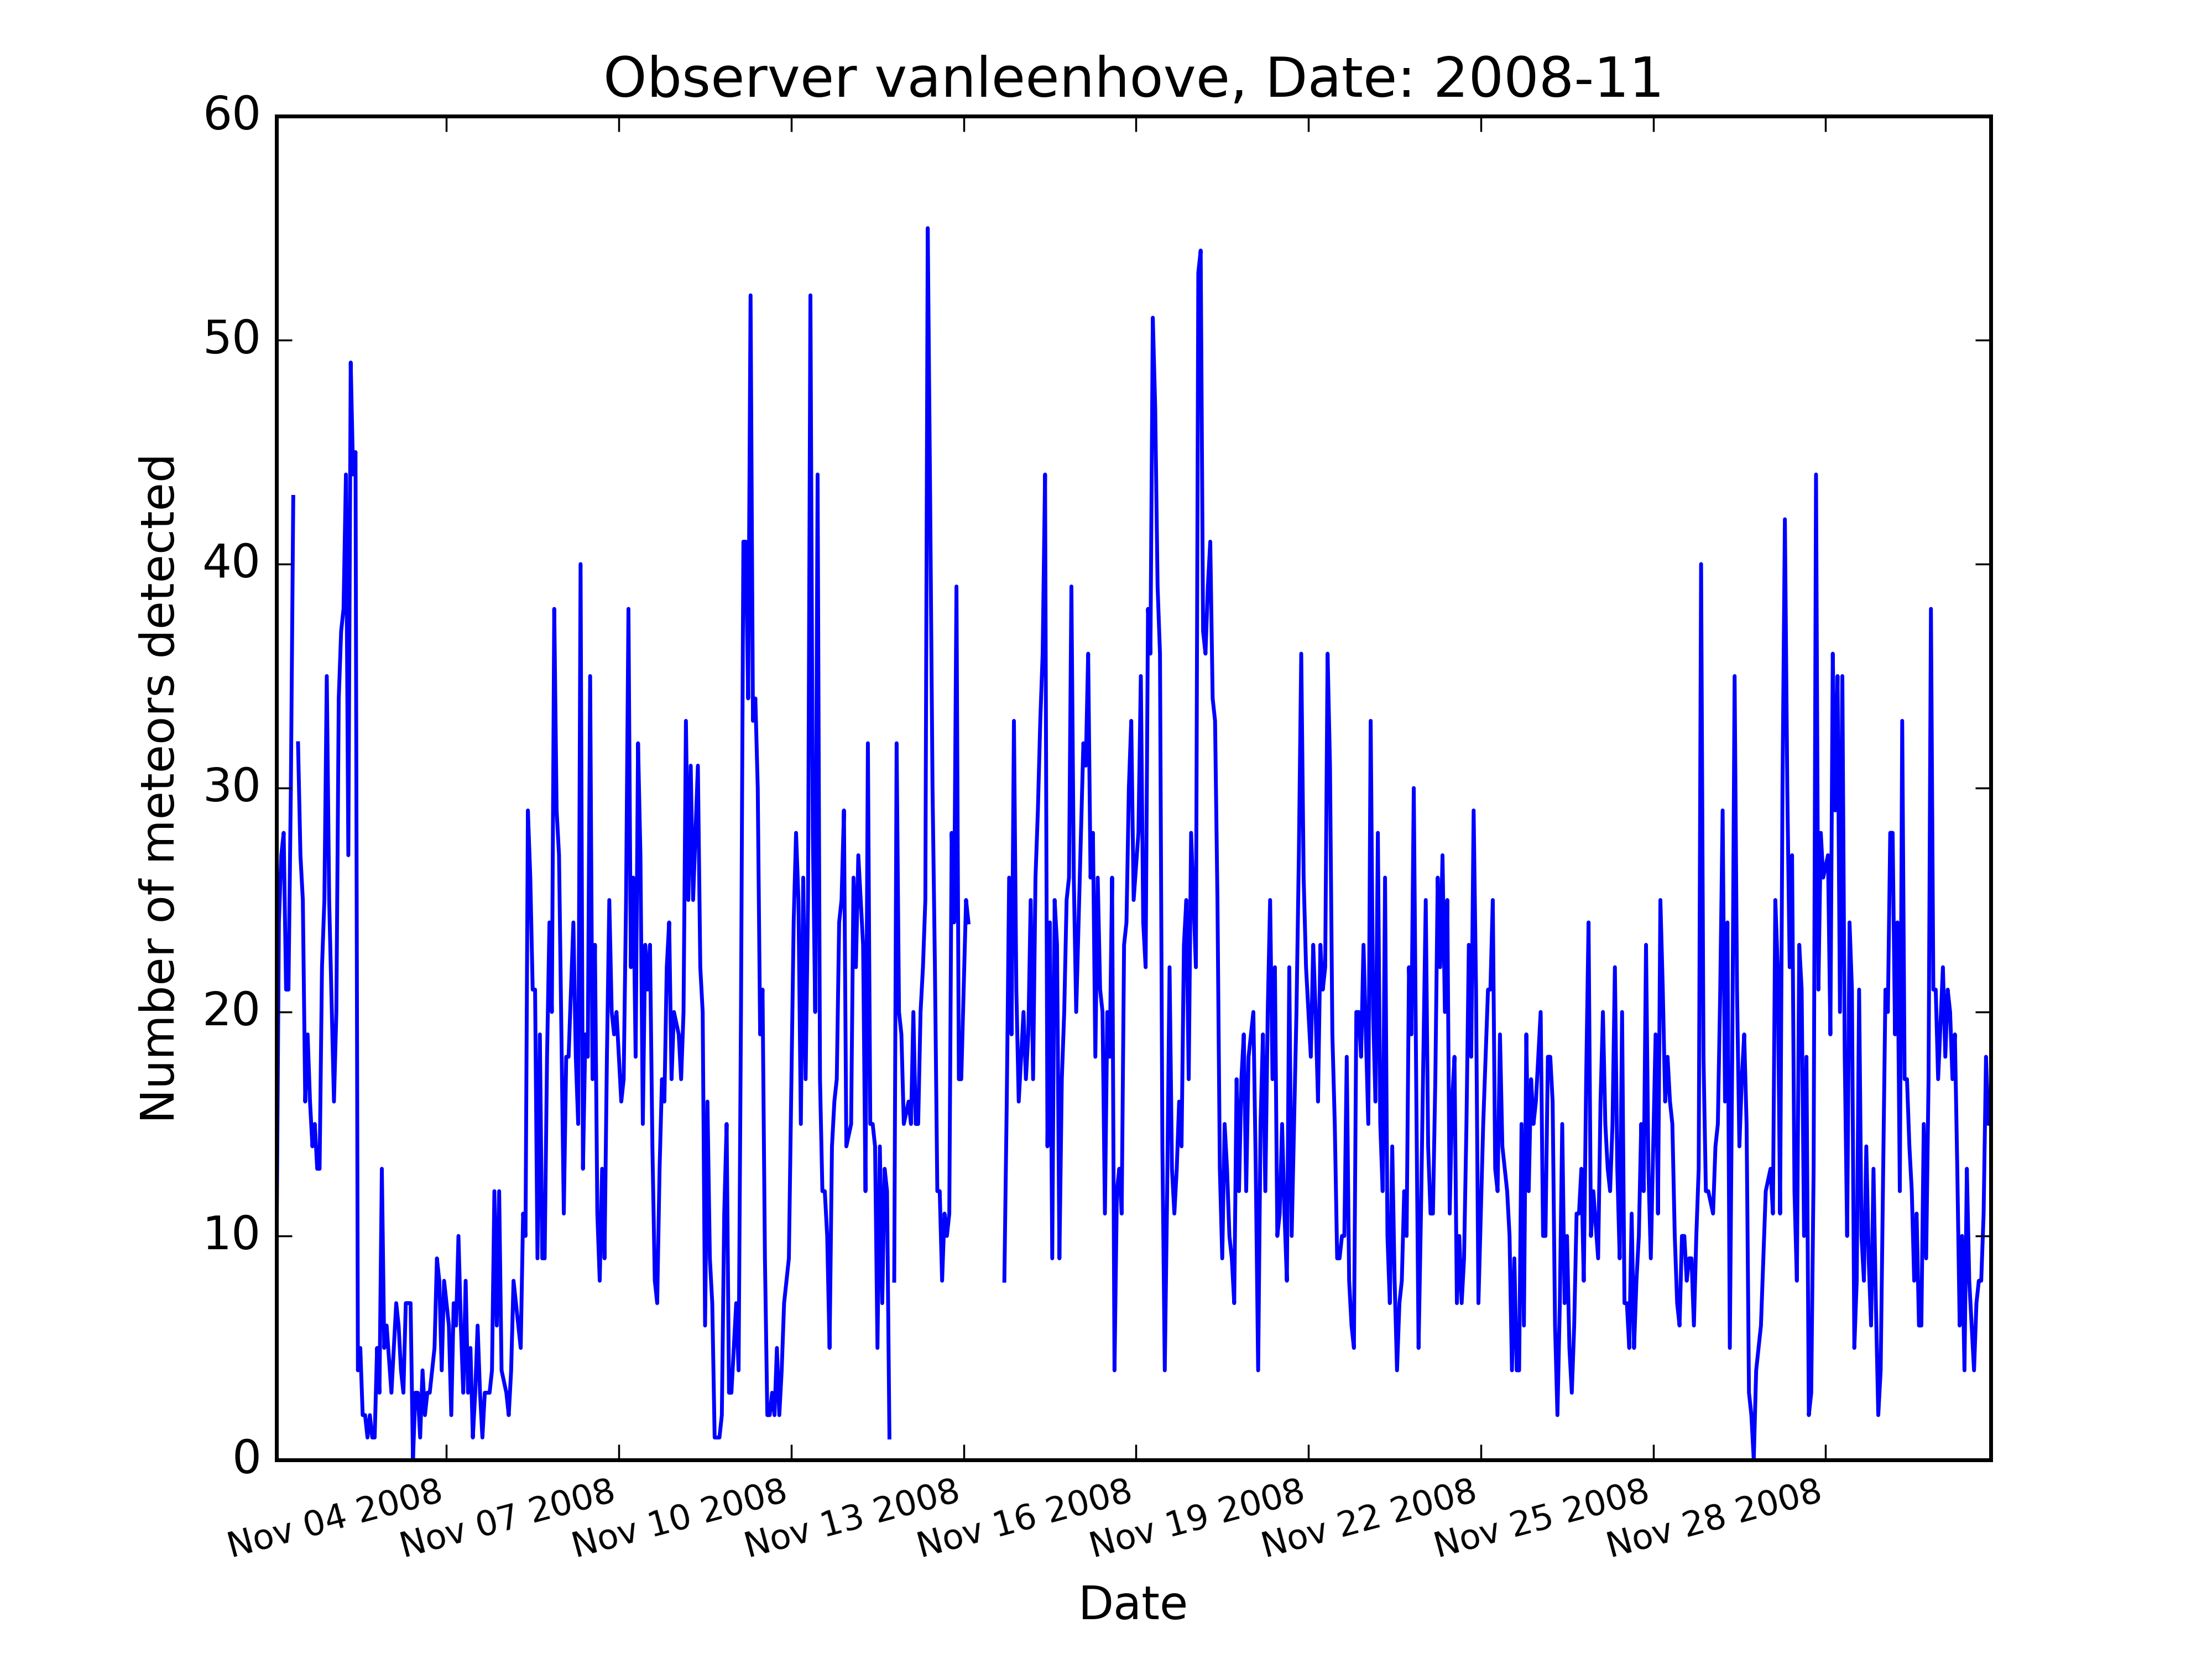 Observer vanleenhove, Date: 2008-11
60
50
40
30
20
10
0
Number of meteors detected
Nov 04 2008
Nov 07 2008
Nov 10 2008
Nov 13 2008
Nov 16 2008
Nov 19 2008
Nov 22 2008
Nov 25 2008
Nov 28 2008
Date